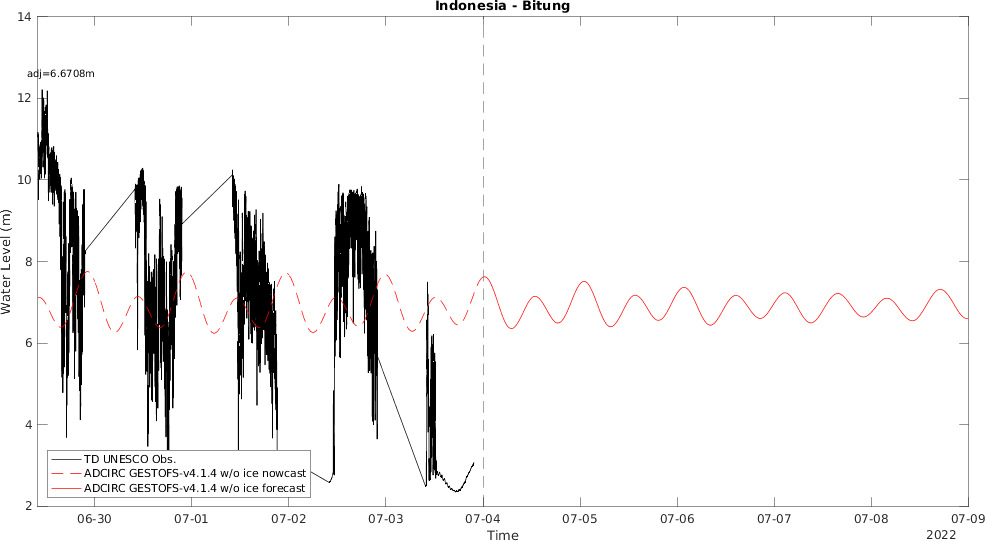 Indonesia - Bitung
adj=6.6708m
Water Level (m)
14
12
10
8
6
4
2
TD UNESCO Obs.
ADCIRC GESTOFS-v4.1.4 w/o ice nowcast
ADCIRC GESTOFS-v4.1.4 w/o ice forecast
06-30 07-01 07-02 07-03 07-04 07-05 07-06 07-07 07-08 07-09
Time
2022